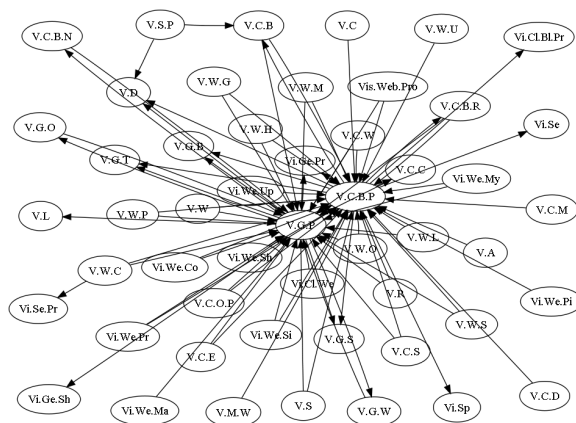 V.S.P
V.C.B
V.C
V.W.U
V.C.B.N
Vi.Cl.Bl.Pr
V.D
V.W.G
V.W.M
Vis.Web.Pro
V.C.B.R
V.G.O
V.W.H
V.C.W
Vi.Se
V.G.B
V.G.T
Vi.Ge.Pr
V.C.C
Vi.We.Up
Vi.We.My
V.C.B.P
V.L
V.W.P
V.W
V.G.P
V.C.M
V.W.L
V.W.O
V.A
V.W.C
Vi.We.Co
Vi.We.Sh
Vi.Cl.We
V.R
Vi.Se.Pr
V.C.O.P
Vi.We.Pi
Vi.We.Pr
Vi.We.Si
V.G.S
V.W.S
V.C.E
V.C.S
Vi.Ge.Sh
Vi.We.Ma
V.M.W
V.S
V.G.W
Vi.Sp
V.C.D